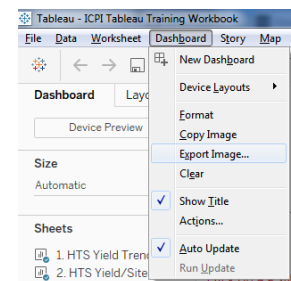 Tableau - ICPI Tableau Training Workbook
File Data Worksheet Dashboard Story Map
New Dashboard
Device Layouts
Format
Copy Image
Export Image...
Clear
Show Title
Actions...
Auto Update
Run Update
Dashboard
Device Preview
Size
Automatic
Sheets
1. HTS Yield
2. HTS Yield/Site